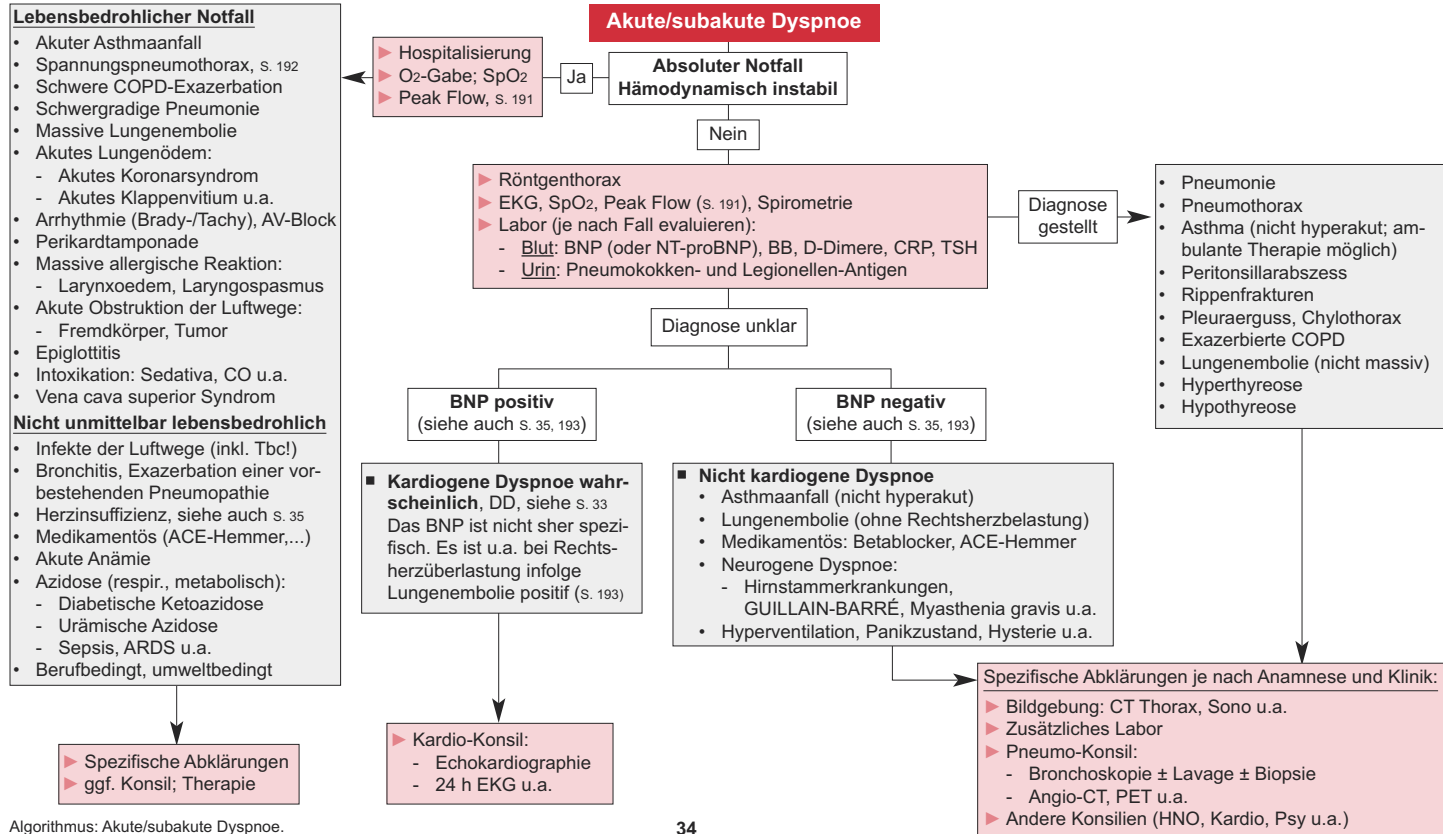 Akute/subakute Dyspnoe
Absoluter Notfall
Hämodynamisch instabil
Ja
► Hospitalisierung
► O2-Gabe; SpO2
► Peak Flow, S. 191
Lebensbedrohlicher Notfall
• Akuter Asthmaanfall
• Spannungspneumothorax, S. 192
• Schwere COPD-Exazerbation
• Schwergradige Pneumonie
• Massive Lungenembolie
• Akutes Lungenödem:
- Akutes Koronarsyndrom
- Akutes Klappenvitium u.a.
• Arrhythmie (Brady-/Tachy), AV-Block
• Perikardtamponade
• Massive allergische Reaktion:
- Larynxoedem, Laryngospasmus
• Akute Obstruktion der Luftwege:
- Fremdkörper, Tumor
• Epiglottitis
• Intoxikation: Sedativa, CO u.a.
• Vena cava superior Syndrom
Nicht unmittelbar lebensbedrohlich
• Infekte der Luftwege (inkl. Tbc!)
• Bronchitis, Exazerbation einer vor-
bestehenden Pneumopathie
• Herzinsuffizienz, siehe auch S. 35
• Medikamentös (ACE-Hemmer,...)
• Akute Anämie
• Azidose (respir., metabolisch):
- Diabetische Ketoazidose
- Urämische Azidose
- Sepsis, ARDS u.a.
• Berufbedingt, umweltbedingt
► Spezifische Abklärungen
► ggf. Konsil; Therapie
Nein
► Röntgenthorax
► EKG, SpO2, Peak Flow (S. 191), Spirometrie
► Labor (je nach Fall evaluieren):
- Blut: BNP (oder NT-proBNP), BB, D-Dimere, CRP, TSH
- Urin: Pneumokokken- und Legionellen-Antigen
Diagnose
gestellt
• Pneumonie
• Pneumothorax
• Asthma (nicht hyperakut; am-
bulante Therapie möglich)
• Peritonsillarabszess
• Rippenfrakturen
• Pleuraerguss, Chylothorax
• Exazerbierte COPD
• Lungenembolie (nicht massiv)
• Hyperthyreose
• Hypothyreose
Diagnose unklar
BNP positiv
(siehe auch S. 35, 193)
■ Kardiogene Dyspnoe wahr-
scheinlich, DD, siehe S. 33
Das BNP ist nicht sher spezi-
fisch. Es ist u.a. bei Rechts-
herzüberlastung infolge
Lungenembolie positif (S. 193)
► Kardio-Konsil:
- Echokardiographie
- 24 h EKG u.a.
BNP negativ
(siehe auch S. 35, 193)
■ Nicht kardiogene Dyspnoe
• Asthmaanfall (nicht hyperakut)
• Lungenembolie (ohne Rechtsherzbelastung)
• Medikamentös: Betablocker, ACE-Hemmer
• Neurogene Dyspnoe:
- Hirnstammerkrankungen,
GUILLAIN-BARRÉ, Myasthenia gravis u.a.
• Hyperventilation, Panikzustand, Hysterie u.a.
Spezifische Abklärungen je nach Anamnese und Klinik:
► Bildgebung: CT Thorax, Sono u.a.
► Zusätzliches Labor
► Pneumo-Konsil:
- Bronchoskopie ± Lavage ± Biopsie
- Angio-CT, PET u.a.
► Andere Konsilien (HNO, Kardio, Psy u.a.)
Algorithmus: Akute/subakute Dyspnoe.
34